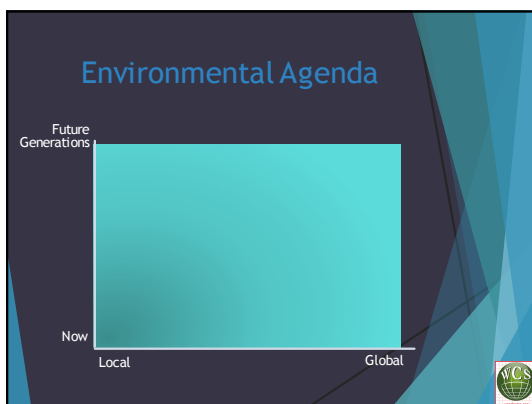 Environmental Agenda
Future
Generations
Now
Local
Global
WCS